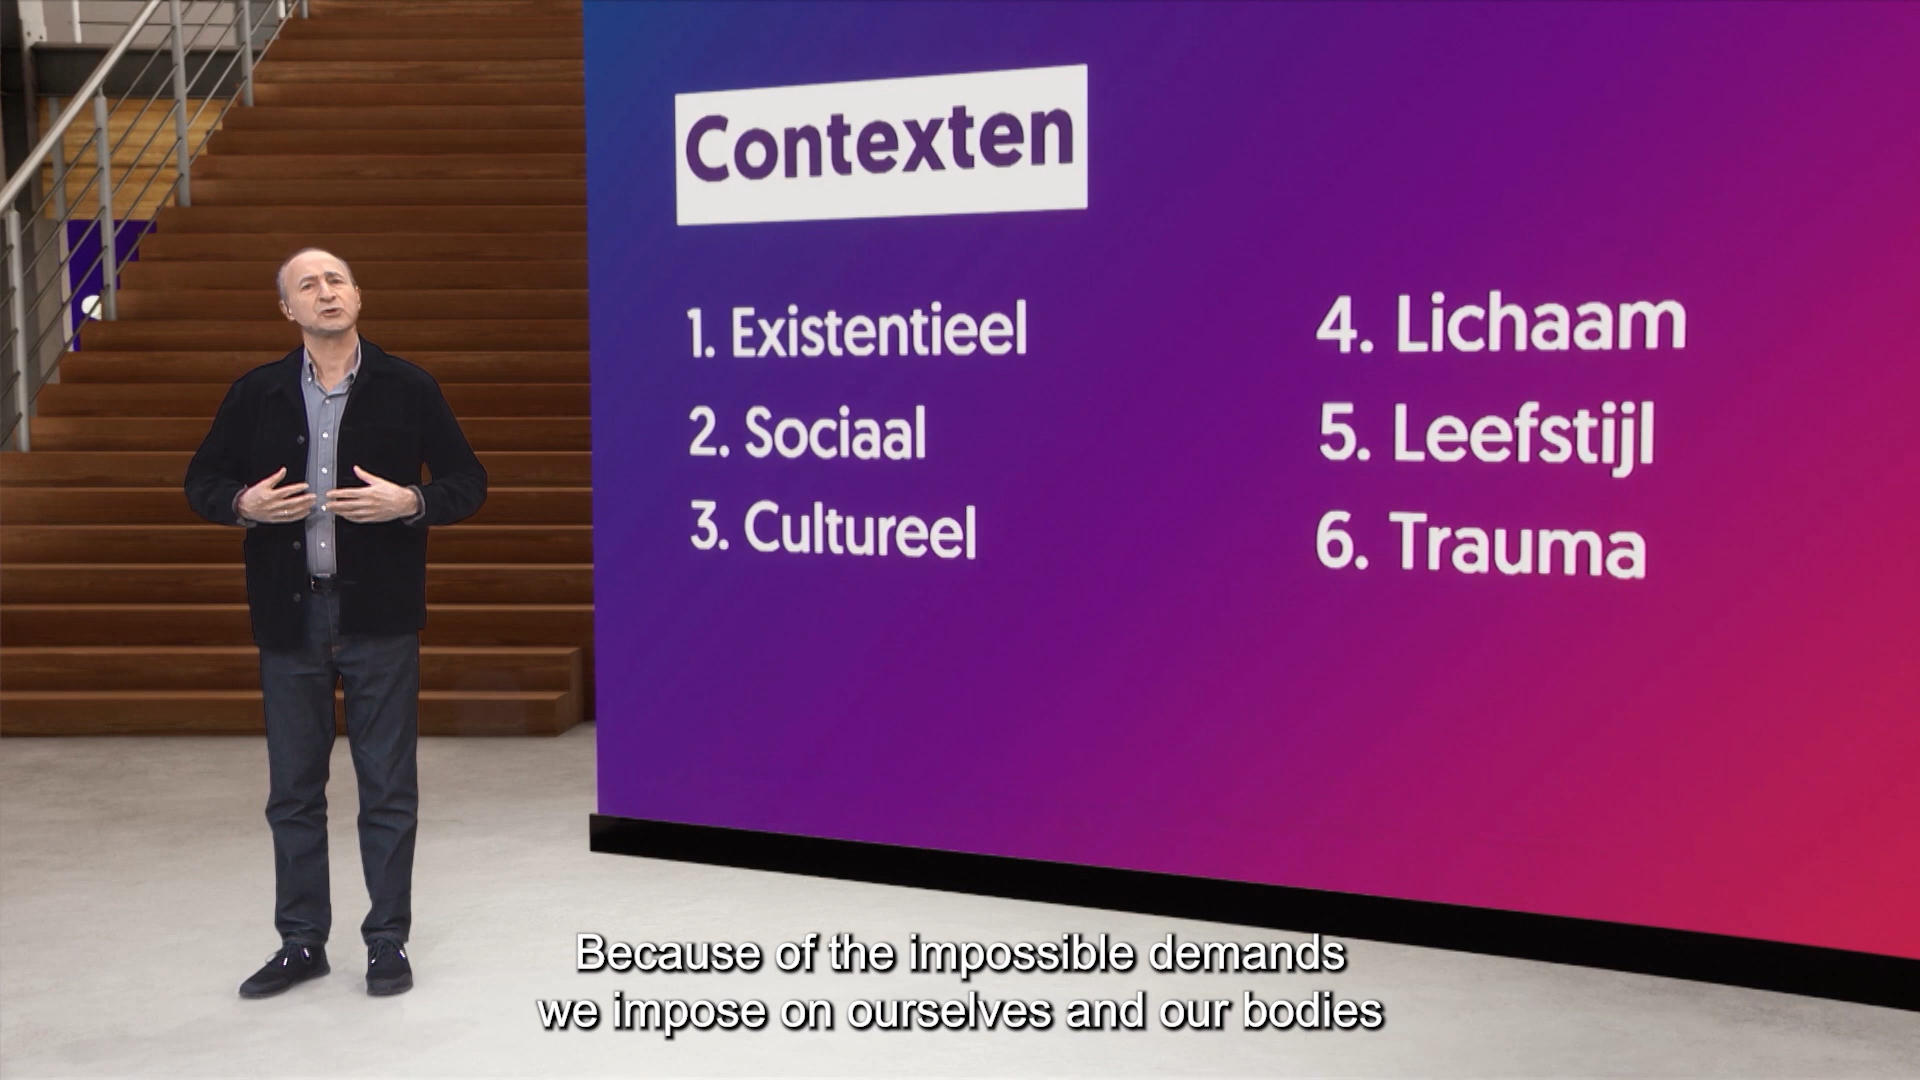 Contexten
1. Existentieel
2. Sociaal
3. Cultureel
4. Lichaam
5. Leefstijl
6. Trauma
Because of the impossible demands
we impose on ourselves and our bodies